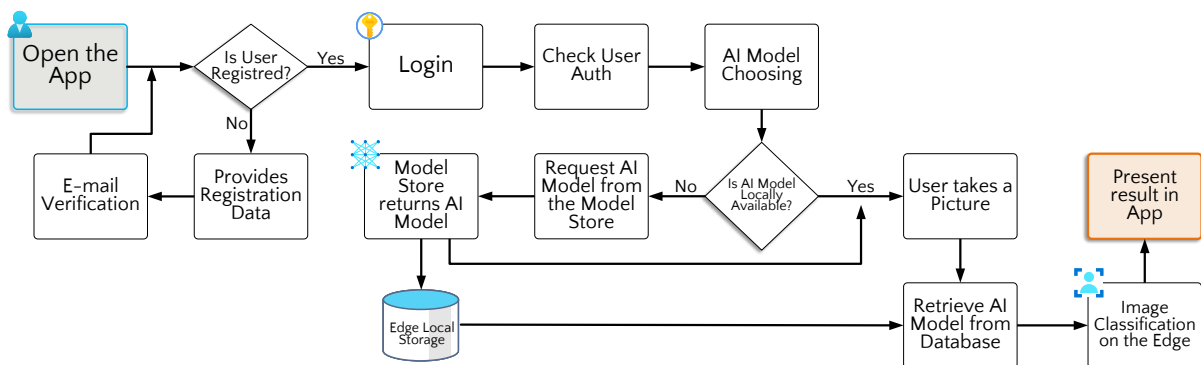 Open the
App
Is User
Registred?
Yes
Login
Check User
Auth
AI Model
Choosing
No
E-mail
Verification
Provides
Registration
Data
Model
Store
returns AI
Model
Request AI
Model from
the Model
Store
No
Is AI Model
Locally
Available?
Yes
User takes a
Picture
Present
result in
App
Edge Local
Storage
Retrieve AI
Model from
Database
Image
Classification
on the Edge